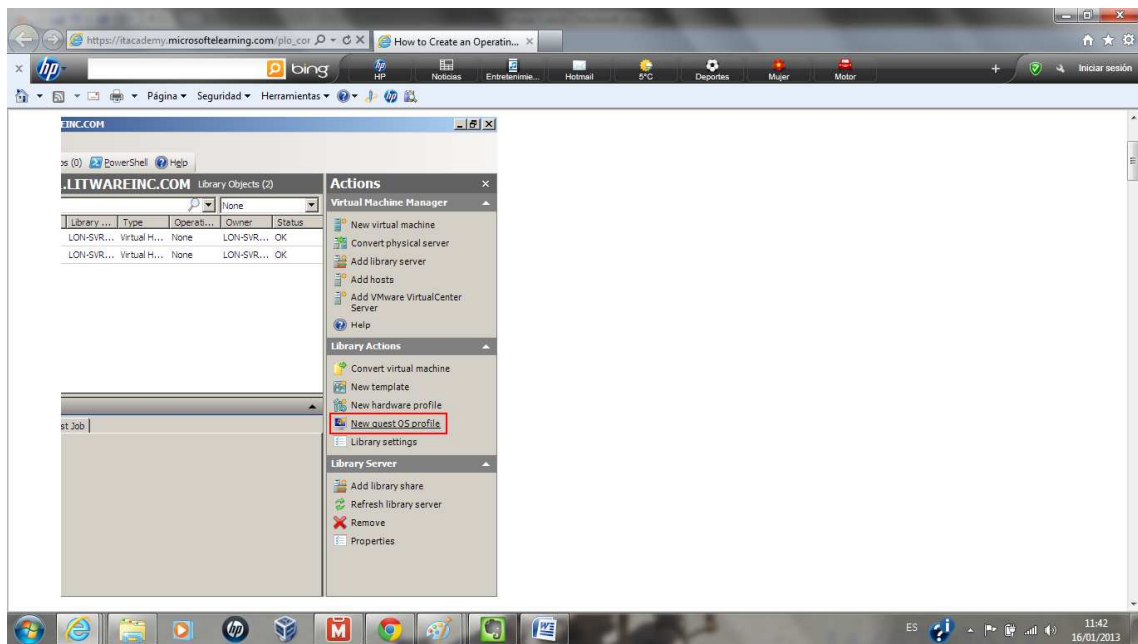 https://itacademy.microsoftelearning.com/plo_cor
How to Create an Operatin...
bing
HP
Noticias
Entretenimie...
Hotmail
5°C
Deportes
Mujer
Motor
Iniciar sesión
Página
Seguridad
Herramientas
EINC.COM
os (0) PowerShell Help
.LITWAREINC.COM Library Objects (2)
None
Library ... Type Operati... Owner Status
LON-SVR... Virtual H... None LON-SVR... OK
LON-SVR... Virtual H... None LON-SVR... OK
st Job
Actions
Virtual Machine Manager
New virtual machine
Convert physical server
Add library server
Add hosts
Add VMware VirtualCenter
Server
Help
Library Actions
Convert virtual machine
New template
New hardware profile
New guest OS profile
Library settings
Library Server
Add library share
Refresh library server
Remove
Properties
ES
11:42
16/01/2013